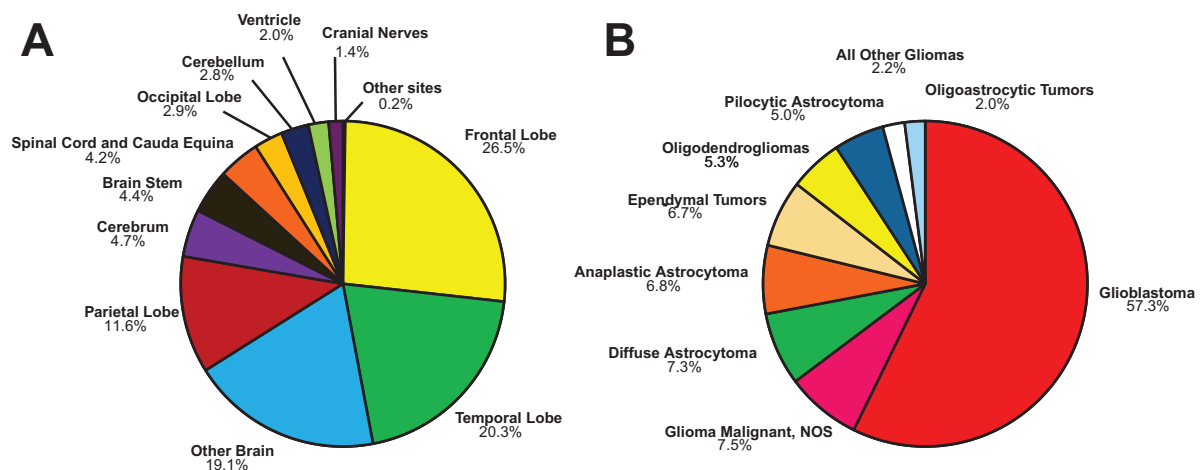 A
Ventricle
2.0%
Cranial Nerves
1.4%
Cerebellum
2.8%
Other sites
0.2%
Occipital Lobe
2.9%
Frontal Lobe
26.5%
Spinal Cord and Cauda Equina
4.2%
Brain Stem
4.4%
Cerebrum
4.7%
Parietal Lobe
11.6%
Temporal Lobe
20.3%
Other Brain
19.1%
B
All Other Gliomas
2.2%
Oligoastrocytic Tumors
2.0%
Pilocytic Astrocytoma
5.0%
Oligodendrogliomas
5.3%
Ependymal Tumors
6.7%
Anaplastic Astrocytoma
6.8%
Glioblastoma
57.3%
Diffuse Astrocytoma
7.3%
Glioma Malignant, NOS
7.5%